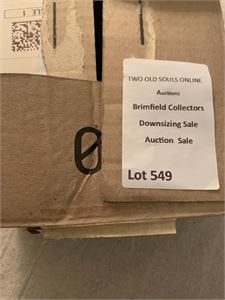 TWO OLD SOULS ONLINE
Auctions
Brimfield Collectors
Downsizing Sale
Auction Sale
Lot 549